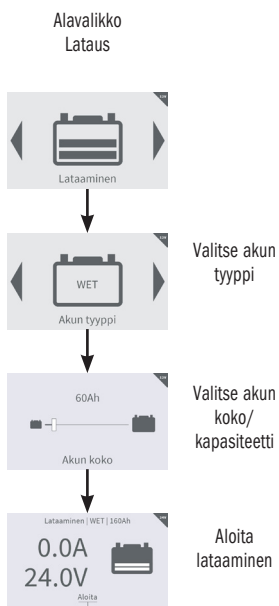 Alavalikko
Lataus
Lataaminen
WET
Akun tyyppi
Valitse akun
tyyppi
60Ah
Akun koko
Valitse akun
koko/
kapasiteetti
Lataaminen | WET | 160Ah
0.0A
24.0V
Aloita
Aloita
lataaminen